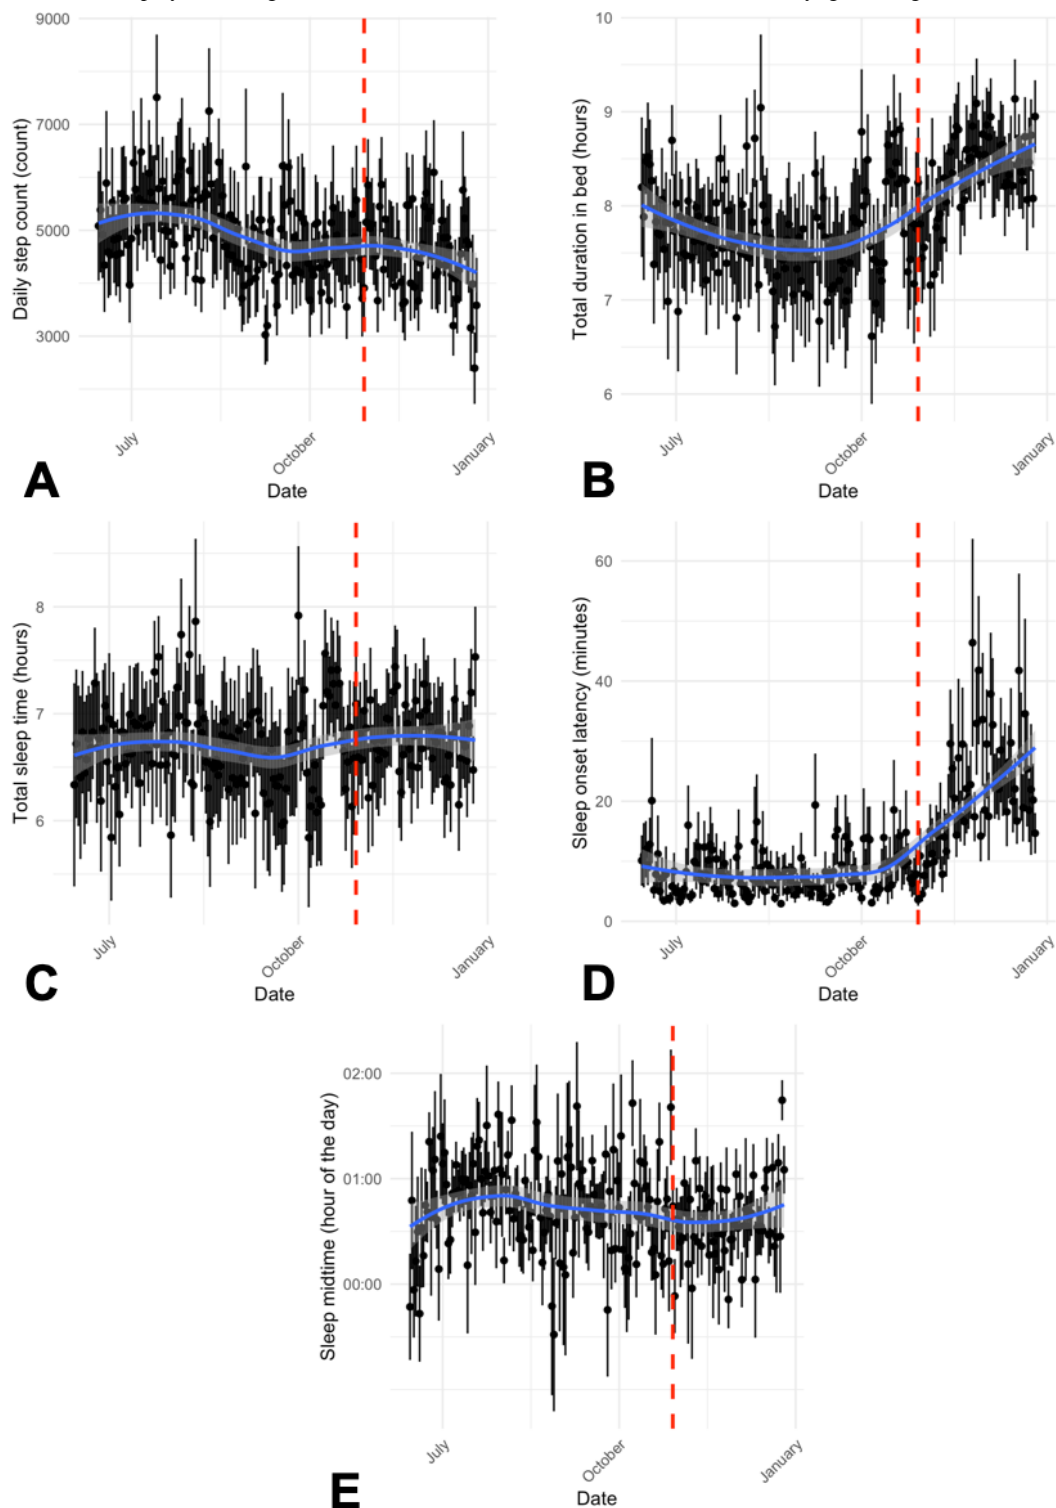 9000
7000
5000
3000
Daily step count (count)
July
October
January
Date
A
10
9
8
7
6
Total duration in bed (hours)
July
October
January
Date
B
8
7
6
Total sleep time (hours)
July
October
January
Date
C
60
40
20
0
Sleep onset latency (minutes)
July
October
January
Date
D
02:00
01:00
00:00
Sleep midtime (hour of the day)
July
October
January
Date
E